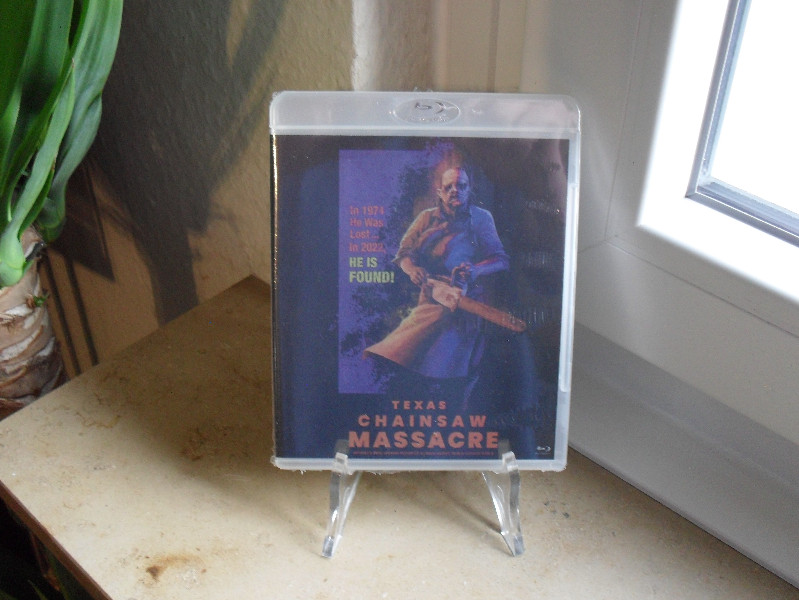 In 1974
He Was
Lost...
In 2022,
HE IS
FOUND!
TEXAS
CHAINSAW
MASSACRE